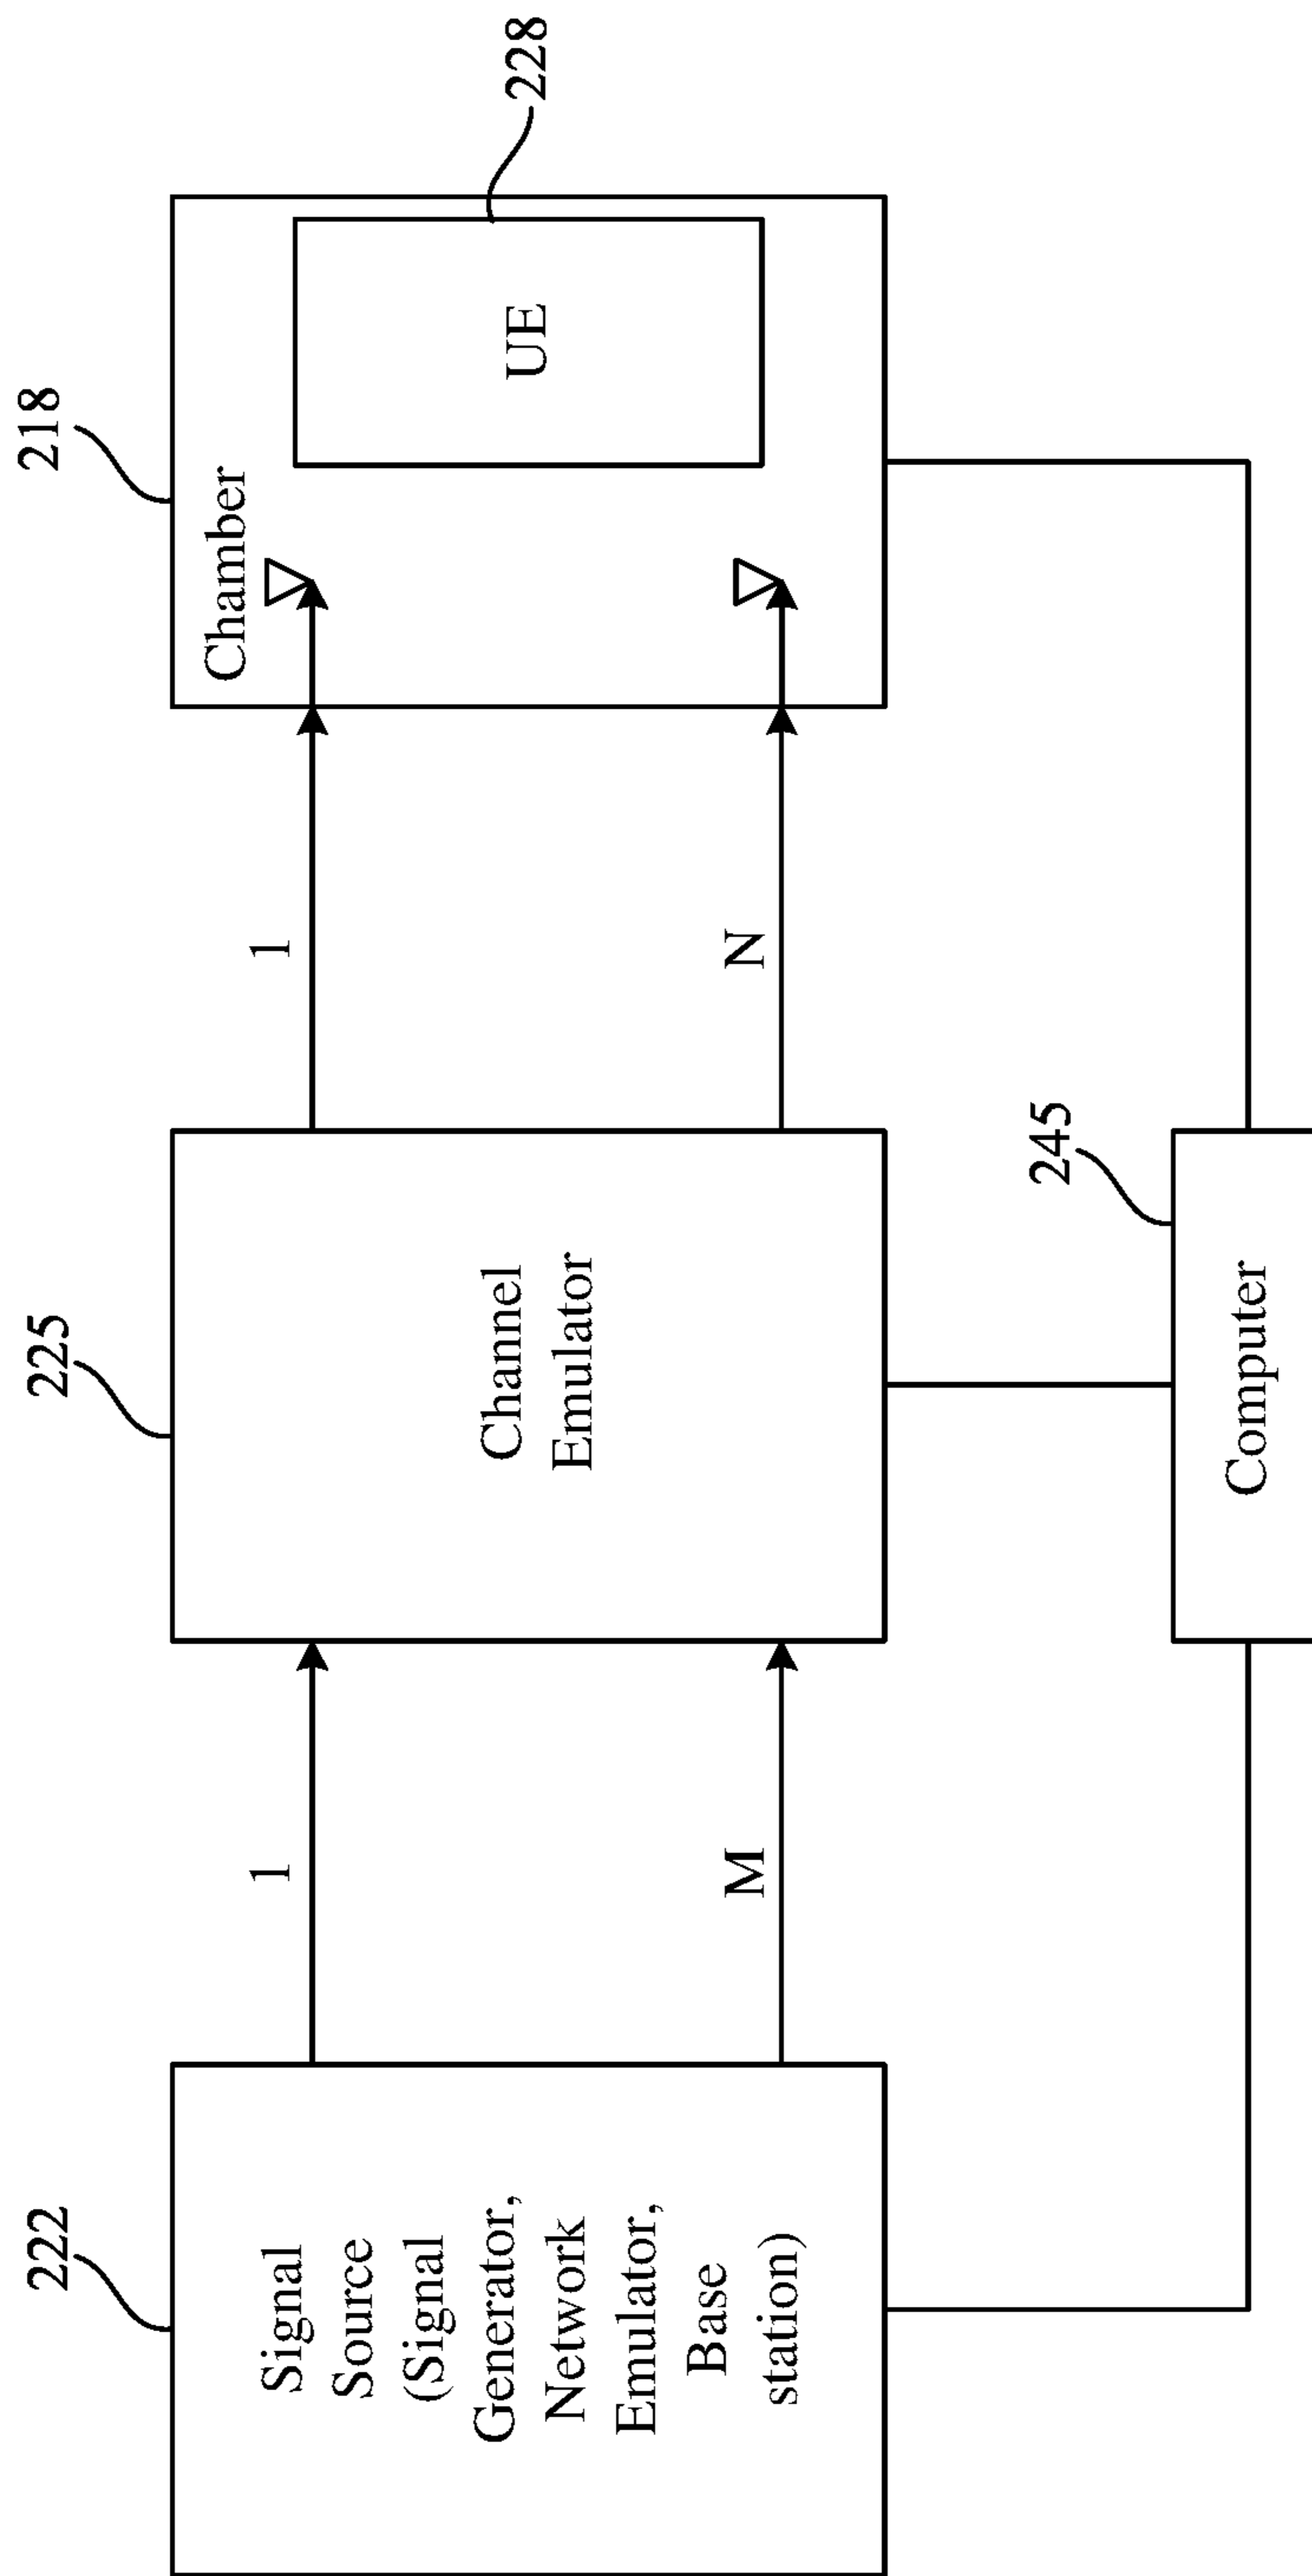 222
Signal
Source
(Signal
Generator,
Network
Emulator,
Base
station)
1
M
225
Channel
Emulator
1
N
218
Chamber
UE
228
245
Computer